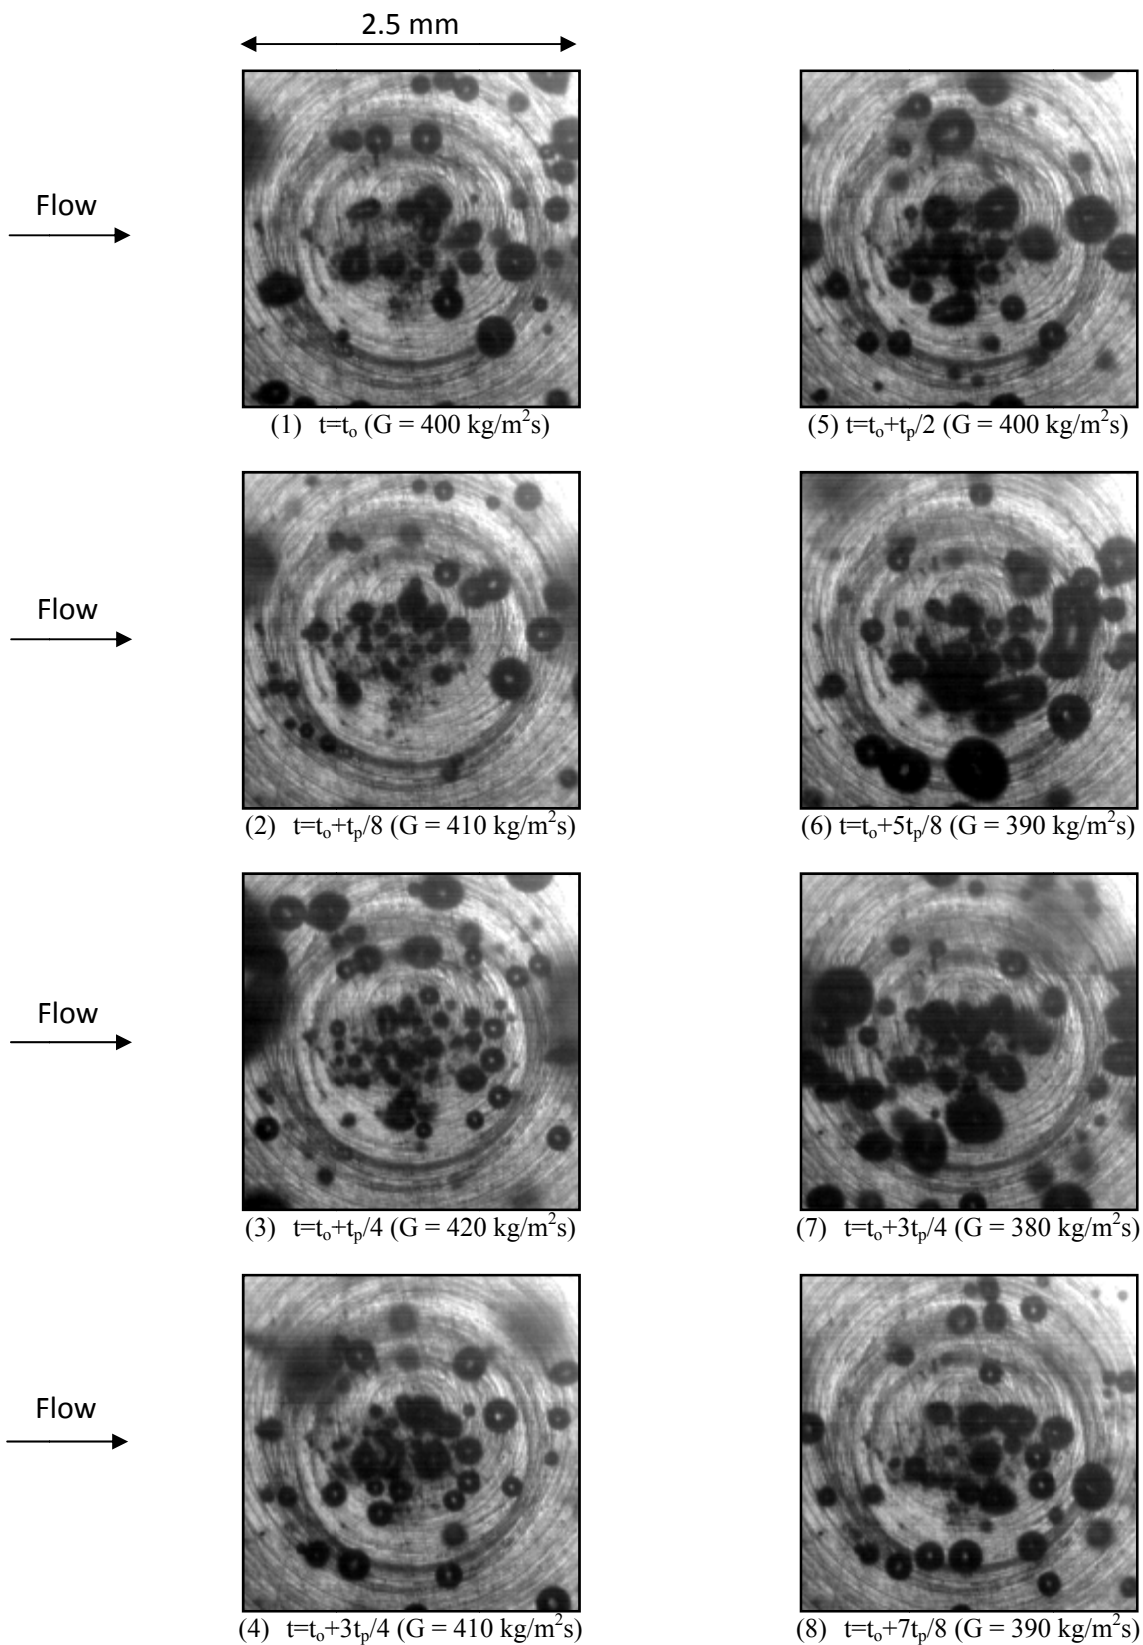 2.5 mm
Flow
(1) t=tₒ (G = 400 kg/m²s)
(5) t=tₒ+tₚ/2 (G = 400 kg/m²s)
Flow
(2) t=tₒ+tₚ/8 (G = 410 kg/m²s)
(6) t=tₒ+5tₚ/8 (G = 390 kg/m²s)
Flow
(3) t=tₒ+tₚ/4 (G = 420 kg/m²s)
(7) t=tₒ+3tₚ/4 (G = 380 kg/m²s)
Flow
(4) t=tₒ+3tₚ/4 (G = 410 kg/m²s)
(8) t=tₒ+7tₚ/8 (G = 390 kg/m²s)